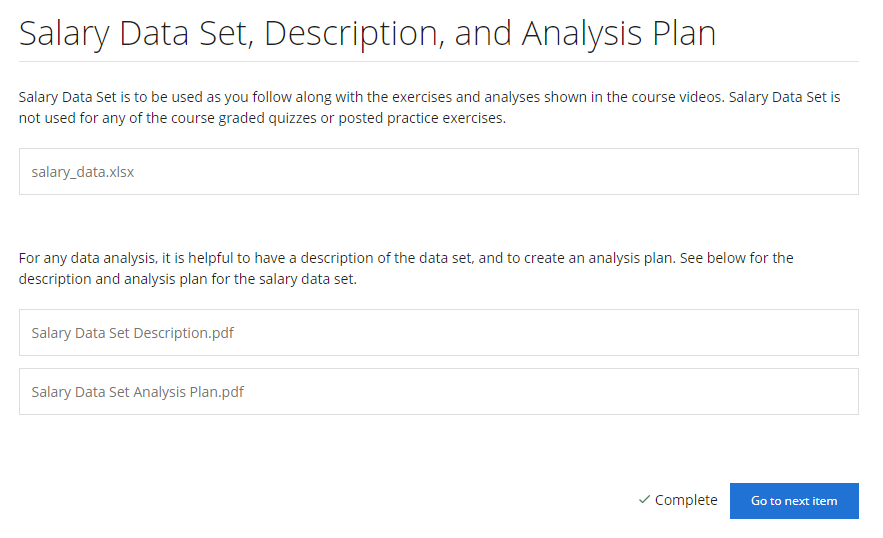 Salary Data Set, Description, and Analysis Plan
Salary Data Set is to be used as you follow along with the exercises and analyses shown in the course videos. Salary Data Set is
not used for any of the course graded quizzes or posted practice exercises.
salary_data.xlsx
For any data analysis, it is helpful to have a description of the data set, and to create an analysis plan. See below for the
description and analysis plan for the salary data set.
Salary Data Set Description.pdf
Salary Data Set Analysis Plan.pdf
Complete
Go to next item